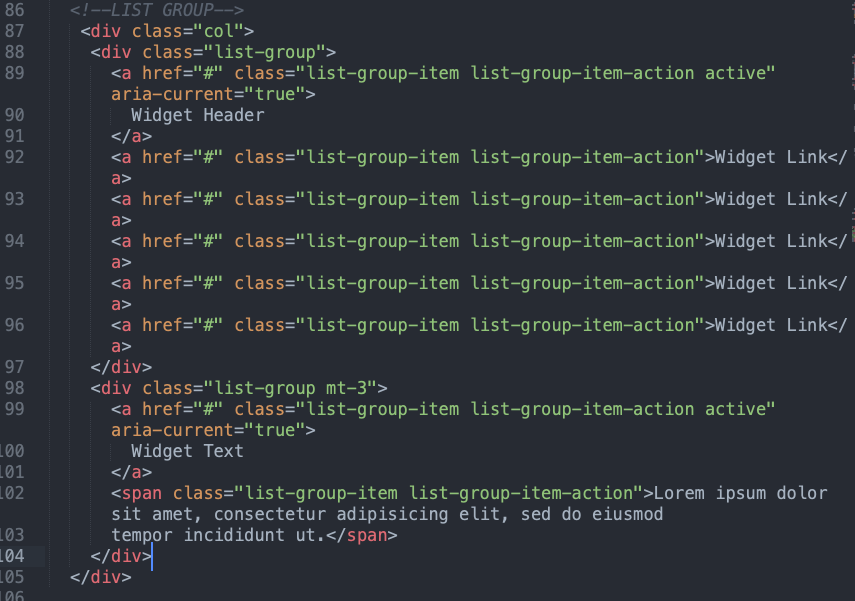 86 <!--LIST GROUP-->
87 <div class="col">
88 <div class="list-group">
89 <a href="#" class="list-group-item list-group-item-action active"
aria-current="true">
90 Widget Header
91 </a>
92 <a href="#" class="list-group-item list-group-item-action">Widget Link</
a>
93 <a href="#" class="list-group-item list-group-item-action">Widget Link</
a>
94 <a href="#" class="list-group-item list-group-item-action">Widget Link</
a>
95 <a href="#" class="list-group-item list-group-item-action">Widget Link</
a>
96 <a href="#" class="list-group-item list-group-item-action">Widget Link</
a>
97 </div>
98 <div class="list-group mt-3">
99 <a href="#" class="list-group-item list-group-item-action active"
aria-current="true">
100 Widget Text
101 </a>
102 <span class="list-group-item list-group-item-action">Lorem ipsum dolor
sit amet, consectetur adipisicing elit, sed do eiusmod
103 tempor incididunt ut.</span>
104 </div>
105 </div>
106